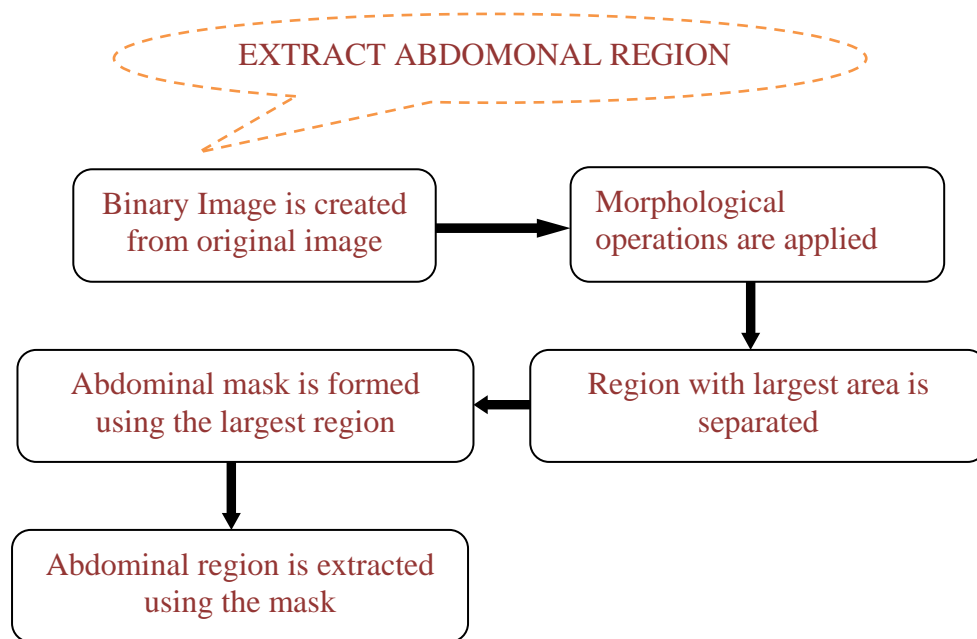 EXTRACT ABDOMONAL REGION
Binary Image is created
from original image
Morphological
operations are applied
Region with largest area is
separated
Abdominal mask is formed
using the largest region
Abdominal region is extracted
using the mask